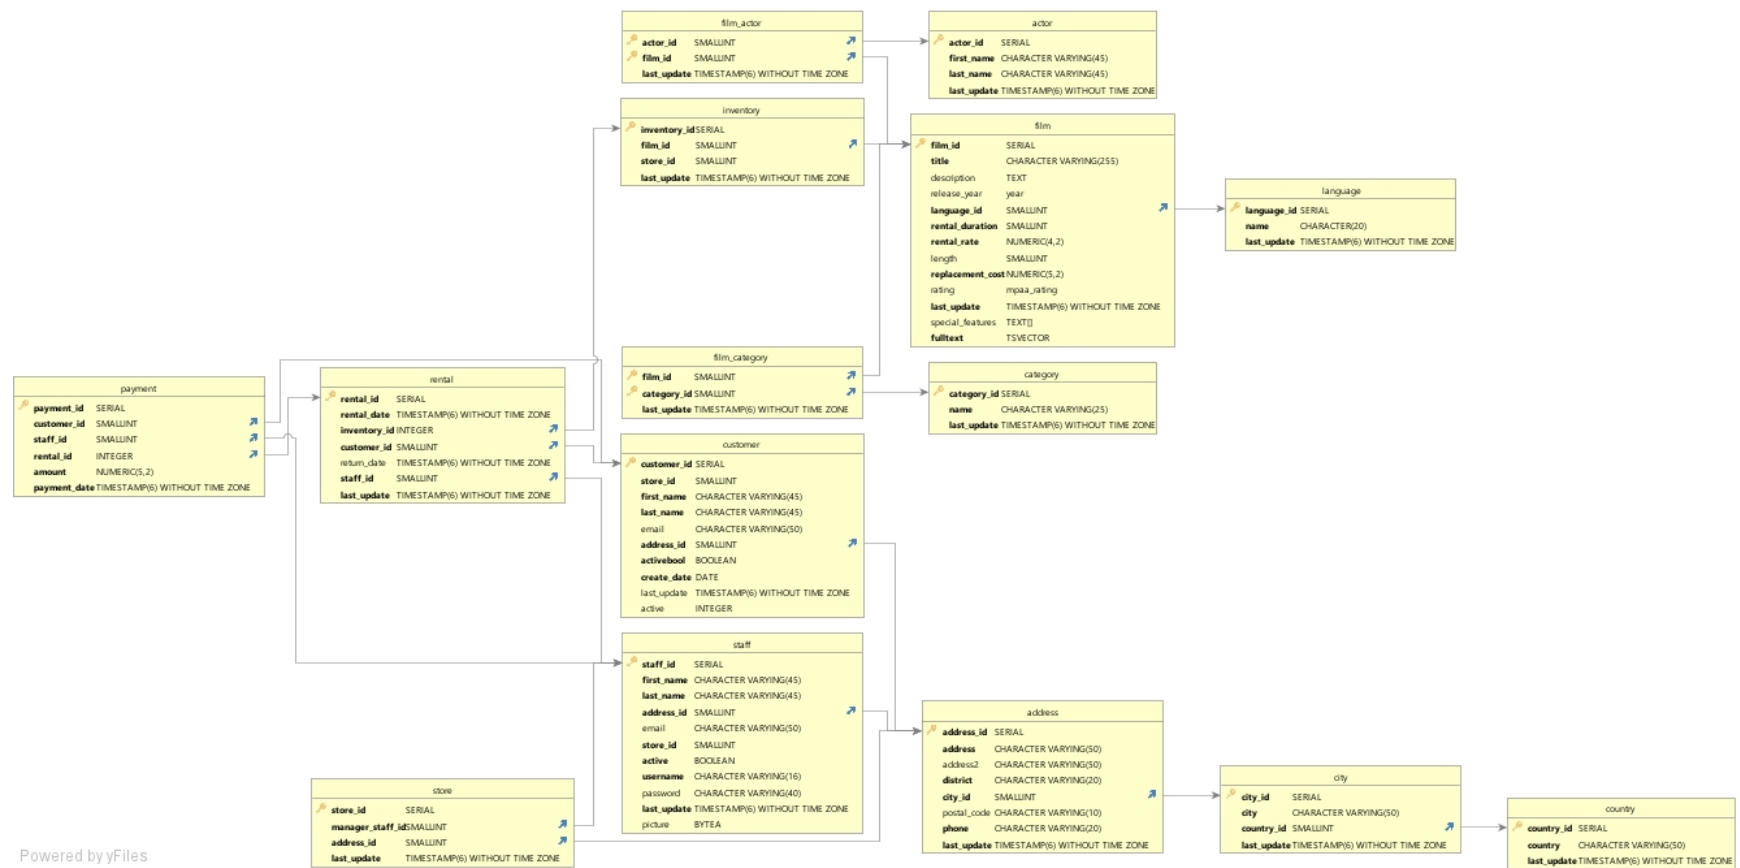 film_actor
actor_id SMALLINT
film_id SMALLINT
last_update TIMESTAMP(6) WITHOUT TIME ZONE
actor
actor_id SERIAL
first_name CHARACTER VARYING(45)
last_name CHARACTER VARYING(45)
last_update TIMESTAMP(6) WITHOUT TIME ZONE
inventory
inventory_id SERIAL
film_id SMALLINT
store_id SMALLINT
last_update TIMESTAMP(6) WITHOUT TIME ZONE
film
film_id SERIAL
title CHARACTER VARYING(255)
description TEXT
release_year year
language_id SMALLINT
rental_duration SMALLINT
rental_rate NUMERIC(4,2)
length SMALLINT
replacement_cost NUMERIC(5,2)
rating mpaa_rating
last_update TIMESTAMP(6) WITHOUT TIME ZONE
special_features TEXT[]
fulltext TSVECTOR
language
language_id SERIAL
name CHARACTER(20)
last_update TIMESTAMP(6) WITHOUT TIME ZONE
film_category
film_id SMALLINT
category_id SMALLINT
last_update TIMESTAMP(6) WITHOUT TIME ZONE
category
category_id SERIAL
name CHARACTER VARYING(25)
last_update TIMESTAMP(6) WITHOUT TIME ZONE
payment
payment_id SERIAL
customer_id SMALLINT
staff_id SMALLINT
rental_id INTEGER
amount NUMERIC(5,2)
payment_date TIMESTAMP(6) WITHOUT TIME ZONE
rental
rental_id SERIAL
rental_date TIMESTAMP(6) WITHOUT TIME ZONE
inventory_id INTEGER
customer_id SMALLINT
return_date TIMESTAMP(6) WITHOUT TIME ZONE
staff_id SMALLINT
last_update TIMESTAMP(6) WITHOUT TIME ZONE
customer
customer_id SERIAL
store_id SMALLINT
first_name CHARACTER VARYING(45)
last_name CHARACTER VARYING(45)
email CHARACTER VARYING(50)
address_id SMALLINT
activebool BOOLEAN
create_date DATE
last_update TIMESTAMP(6) WITHOUT TIME ZONE
active INTEGER
staff
staff_id SERIAL
first_name CHARACTER VARYING(45)
last_name CHARACTER VARYING(45)
address_id SMALLINT
email CHARACTER VARYING(50)
store_id SMALLINT
active BOOLEAN
username CHARACTER VARYING(16)
password CHARACTER VARYING(40)
last_update TIMESTAMP(6) WITHOUT TIME ZONE
picture BYTEA
address
address_id SERIAL
address CHARACTER VARYING(50)
address2 CHARACTER VARYING(50)
district CHARACTER VARYING(20)
city_id SMALLINT
postal_code CHARACTER VARYING(10)
phone CHARACTER VARYING(20)
last_update TIMESTAMP(6) WITHOUT TIME ZONE
store
store_id SERIAL
manager_staff_id SMALLINT
address_id SMALLINT
last_update TIMESTAMP(6) WITHOUT TIME ZONE
city
city_id SERIAL
city CHARACTER VARYING(50)
country_id SMALLINT
last_update TIMESTAMP(6) WITHOUT TIME ZONE
country
country_id SERIAL
country CHARACTER VARYING(50)
last_update TIMESTAMP(6) WITHOUT TIME ZONE
Powered by yFiles